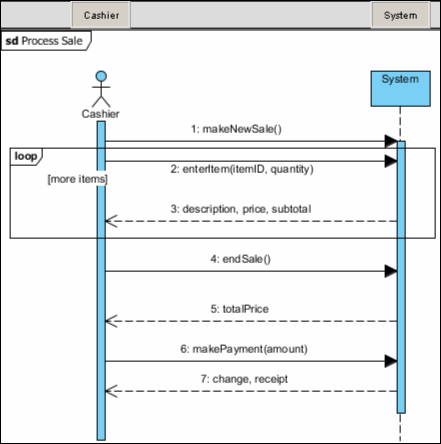 Cashier
System
sd Process Sale
System
Cashier
1: makeNewSale()
loop
2: enterItem(itemID, quantity)
[more items]
3: description, price, subtotal
4: endSale()
5: totalPrice
6: makePayment(amount)
7: change, receipt